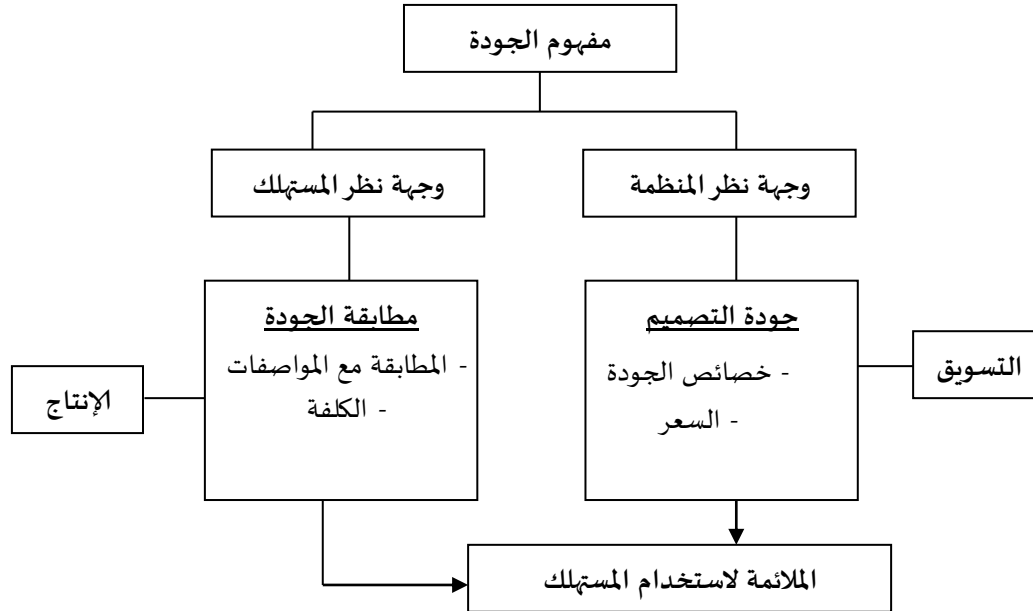 مفهوم الجودة
وجهة نظر المنظمة
وجهة نظر المستهلك
جودة التصميم
- خصائص الجودة
- السعر
التسويق
مطابقة الجودة
- المطابقة مع المواصفات
- الكلفة
الإنتاج
الملائمة لاستخدام المستهلك